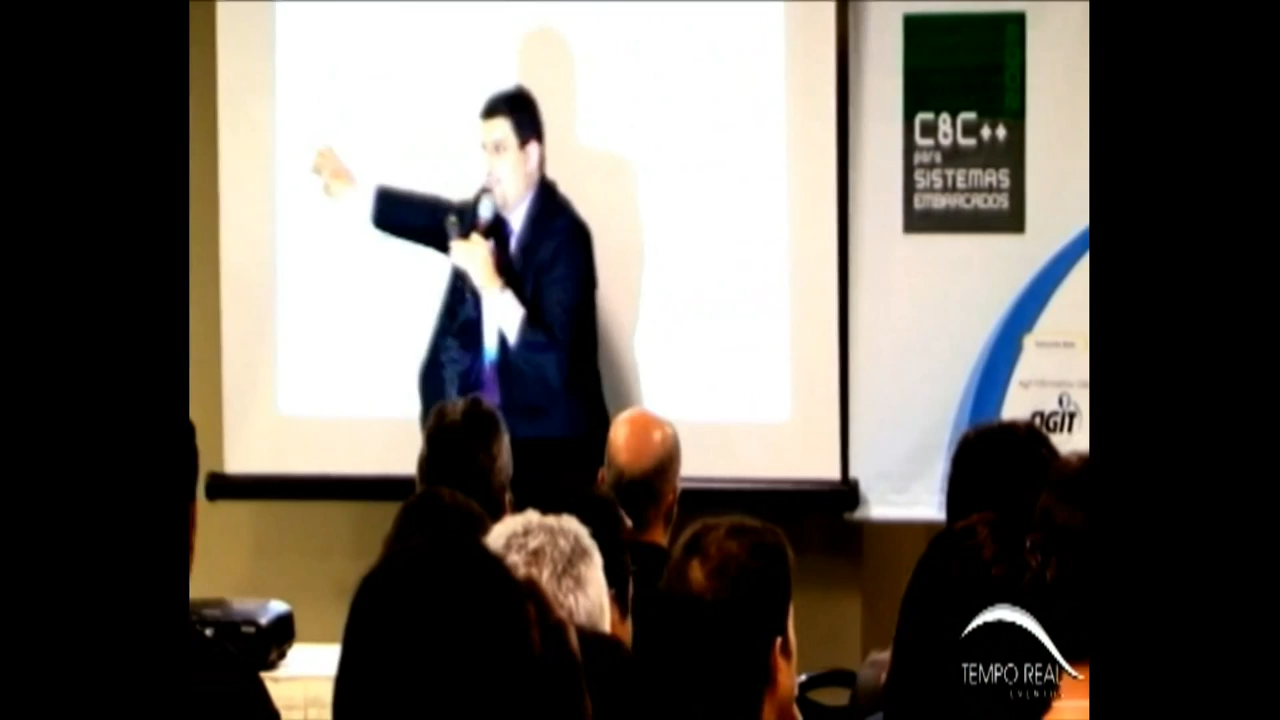 C&C++
para
SISTEMAS
EMBARCADOS
AGIT
TEMPO REAL
EVENTOS